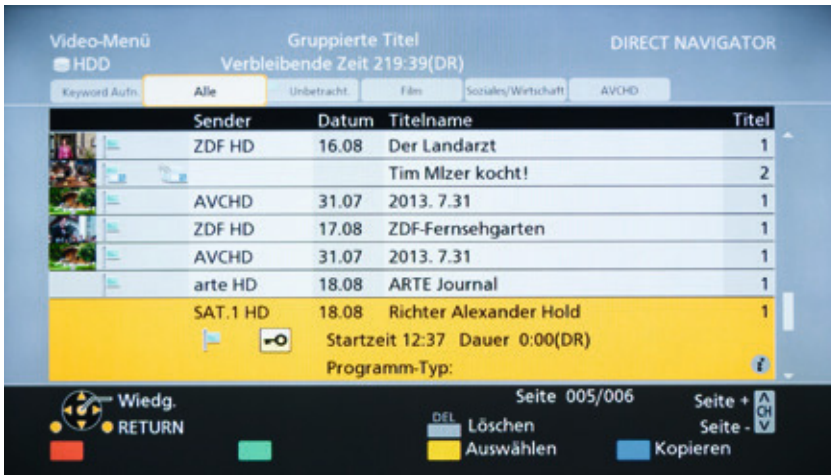 Video-Menü Gruppierte Titel DIRECT NAVIGATOR
HDD Verbleibende Zeit 219:39(DR)
Keyword Aufn. Alle Unbetracht. Film Soziales/Wirtschaft AVCHD
Sender Datum Titelname Titel
ZDF HD 16.08 Der Landarzt 1
Tim Mlzer kocht! 2
AVCHD 31.07 2013. 7.31 1
ZDF HD 17.08 ZDF-Fernsehgarten 1
AVCHD 31.07 2013. 7.31 1
arte HD 18.08 ARTE Journal 1
SAT.1 HD 18.08 Richter Alexander Hold 1
Startzeit 12:37 Dauer 0:00(DR)
Programm-Typ: i
Wiedg. Seite 005/006 Seite + CH
RETURN DEL Löschen Seite -
Auswählen Kopieren